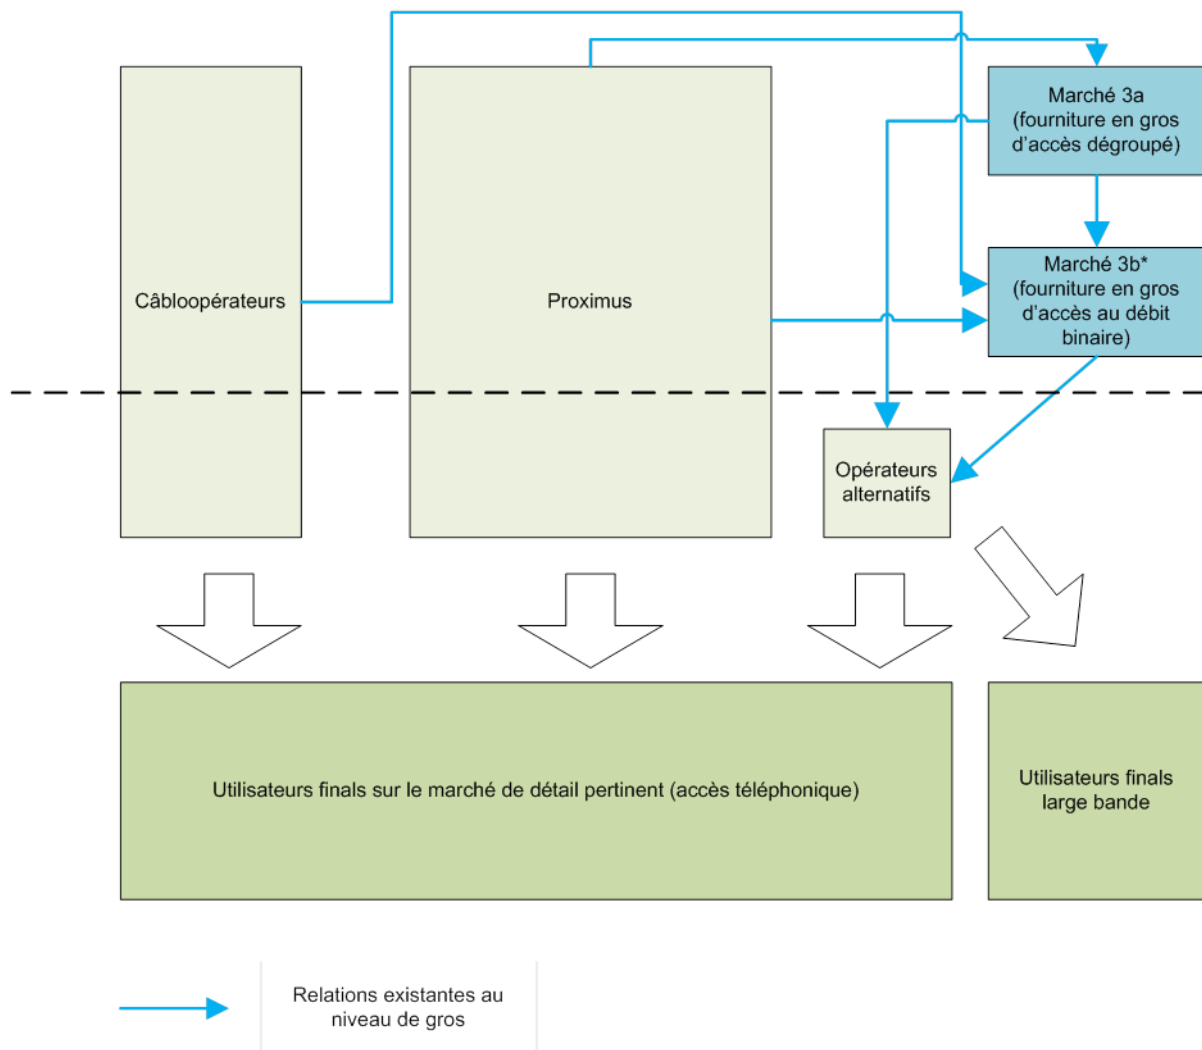 Marché 3a
(fourniture en gros
d'accès dégroupé)
Marché 3b*
(fourniture en gros
d'accès au débit
binaire)
Câbloopérateurs
Proximus
Opérateurs
alternatifs
Utilisateurs finals sur le marché de détail pertinent (accès téléphonique)
Utilisateurs finals
large bande
Relations existantes au
niveau de gros